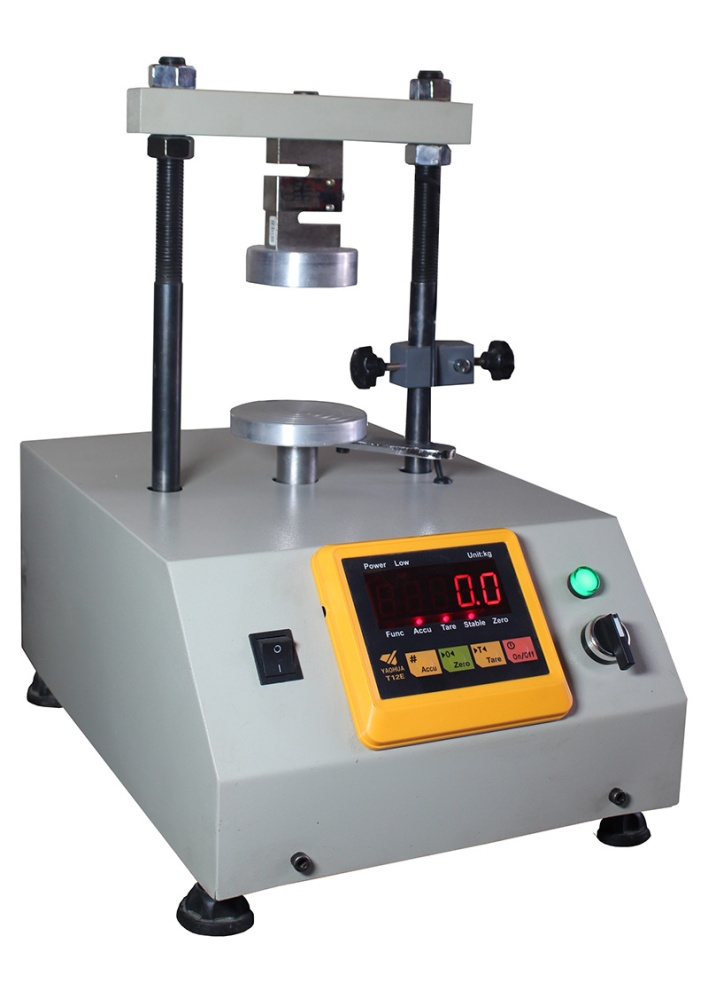 Power Low Unit:kg
0.0
Func Accu Tare Stable Zero
# Accu
▸0◂ Zero
▸T◂ Tare
On/Off
YAOHUA
T12E